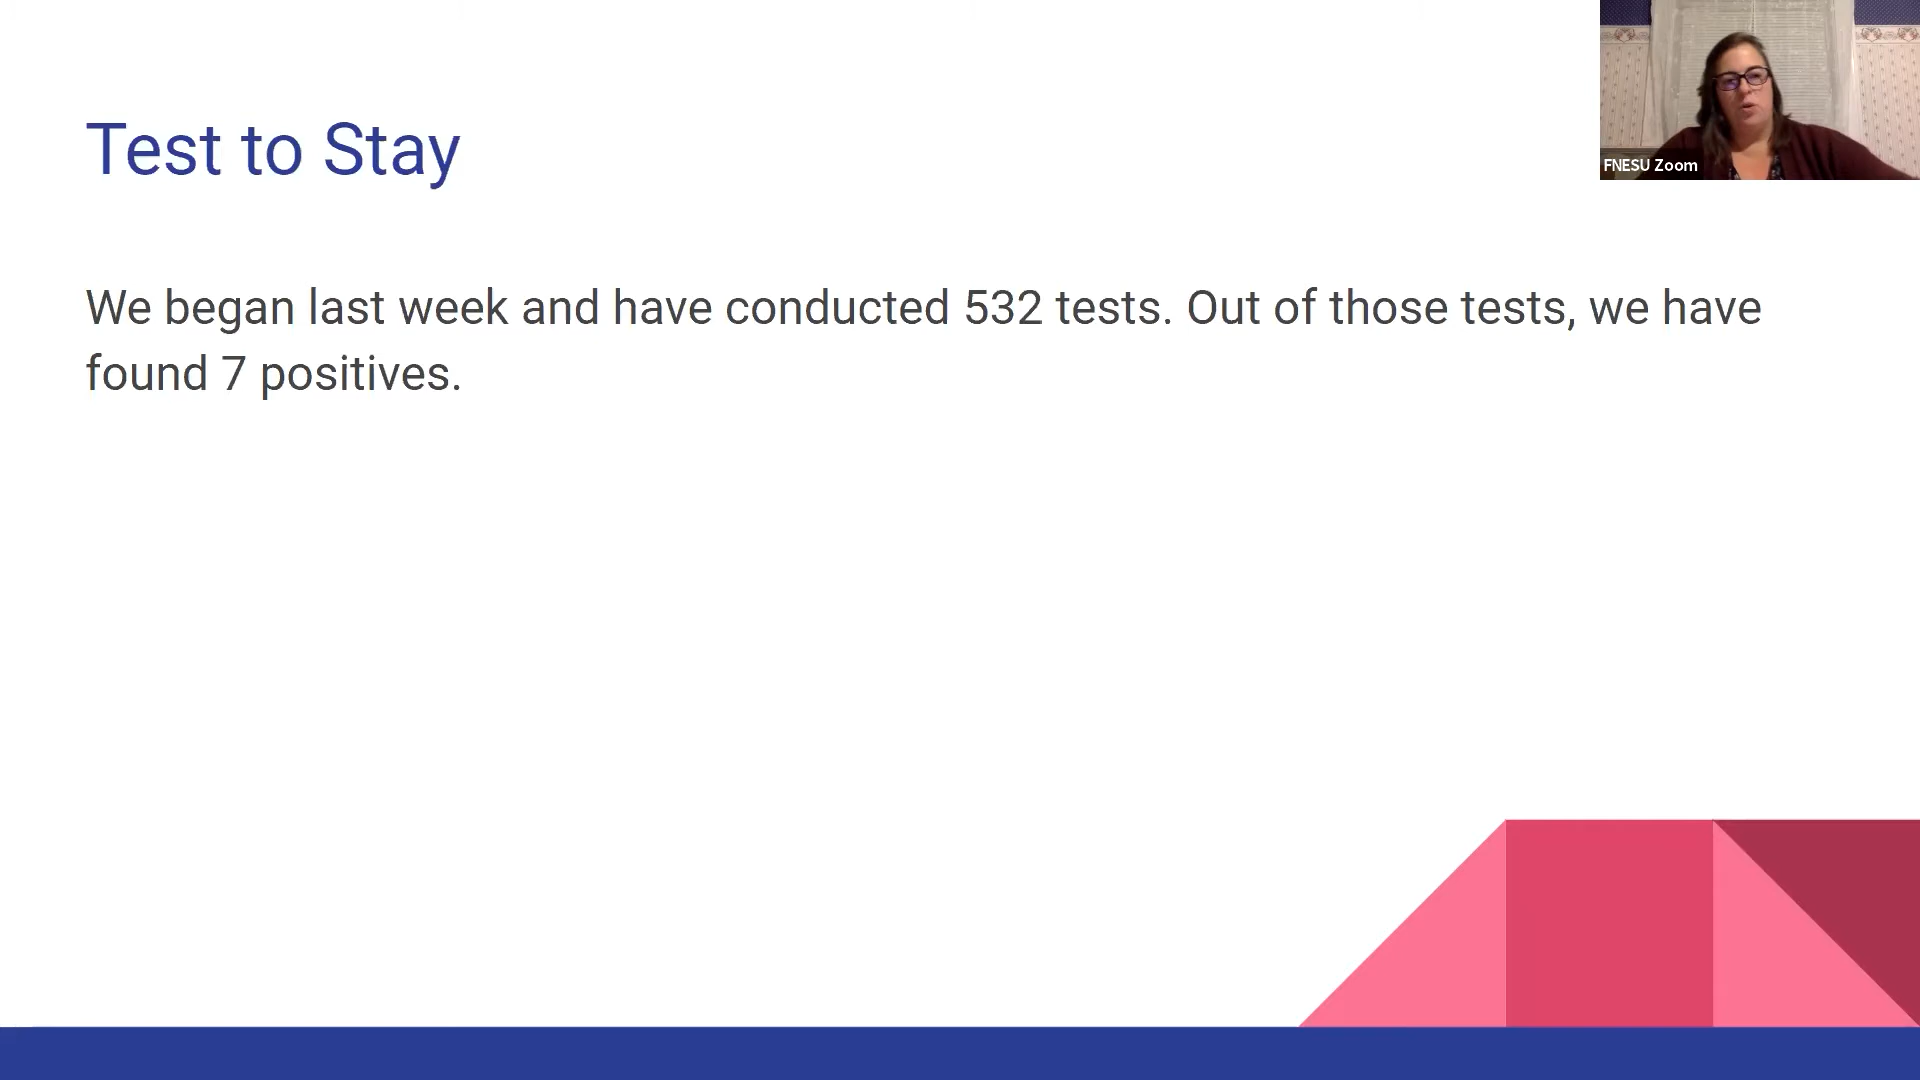 Test to Stay
We began last week and have conducted 532 tests. Out of those tests, we have
found 7 positives.
FNESU Zoom